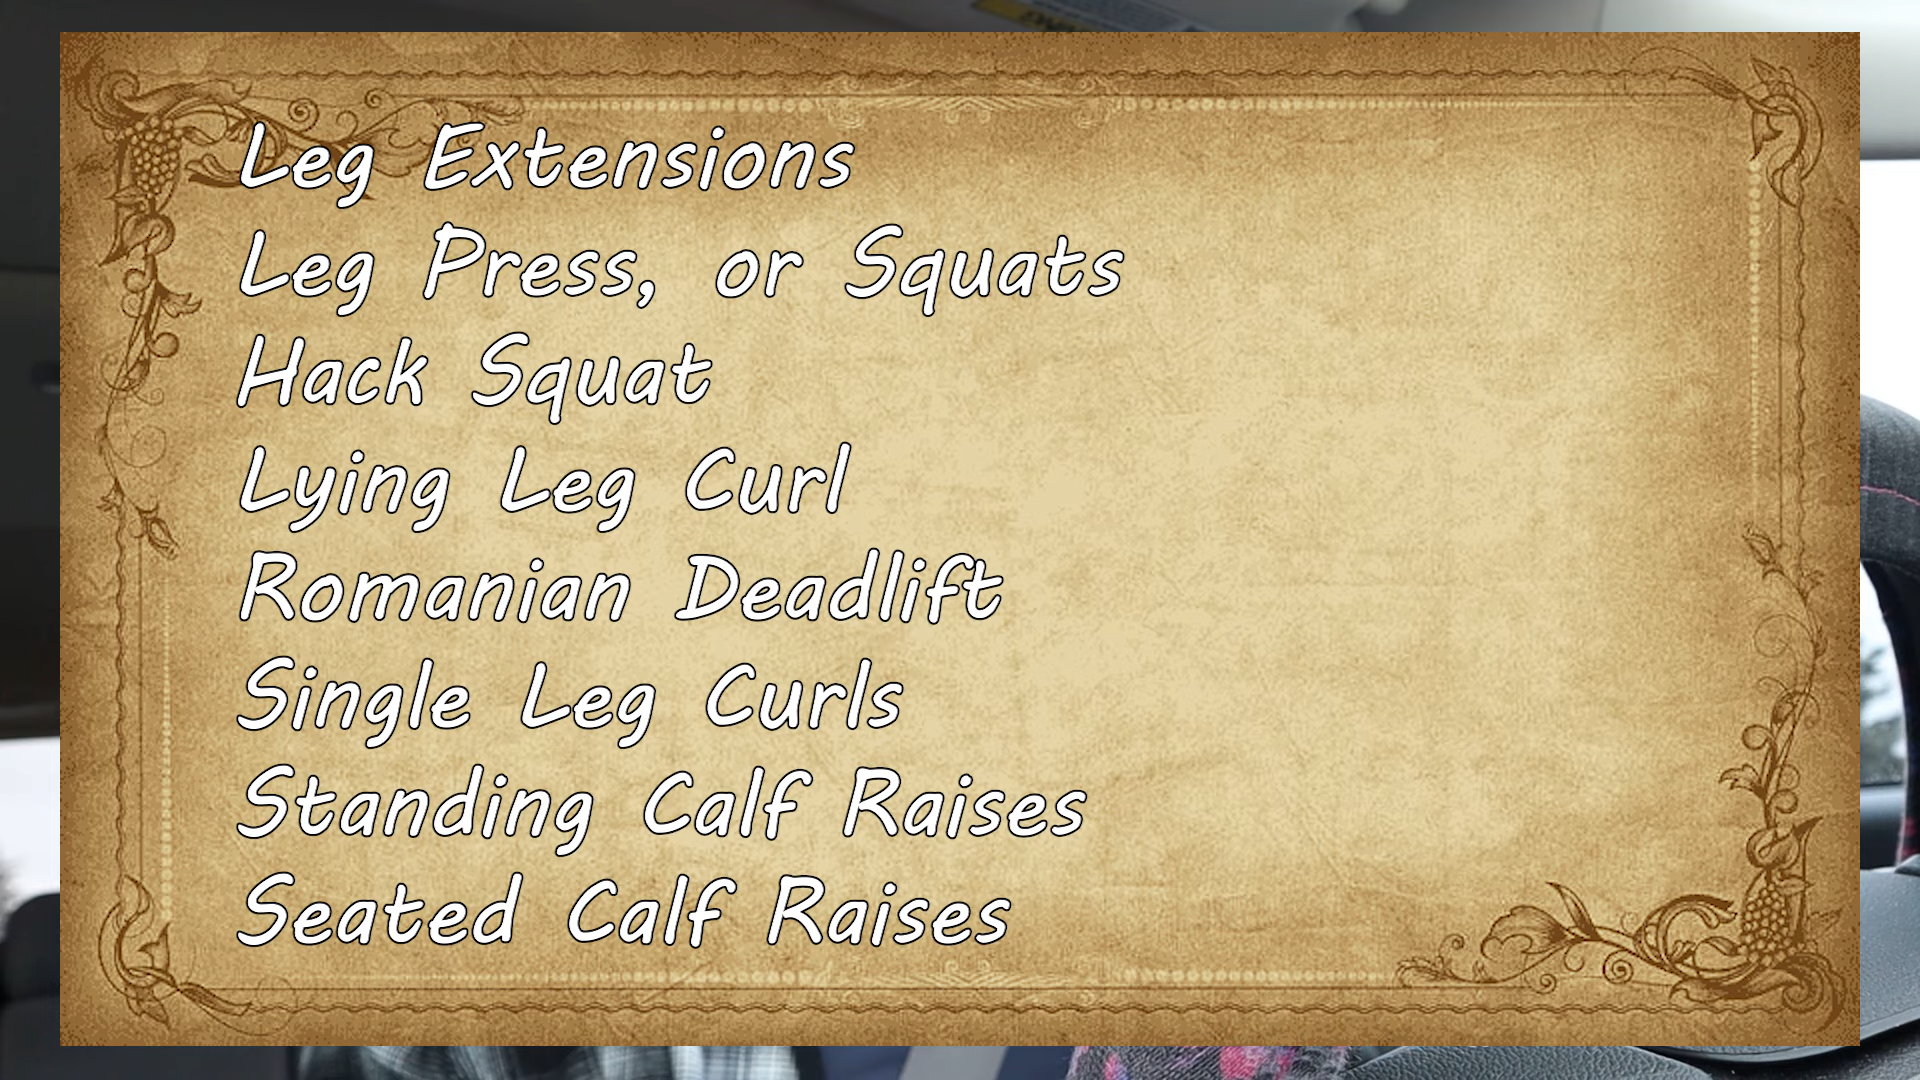 Leg Extensions
Leg Press, or Squats
Hack Squat
Lying Leg Curl
Romanian Deadlift
Single Leg Curls
Standing Calf Raises
Seated Calf Raises